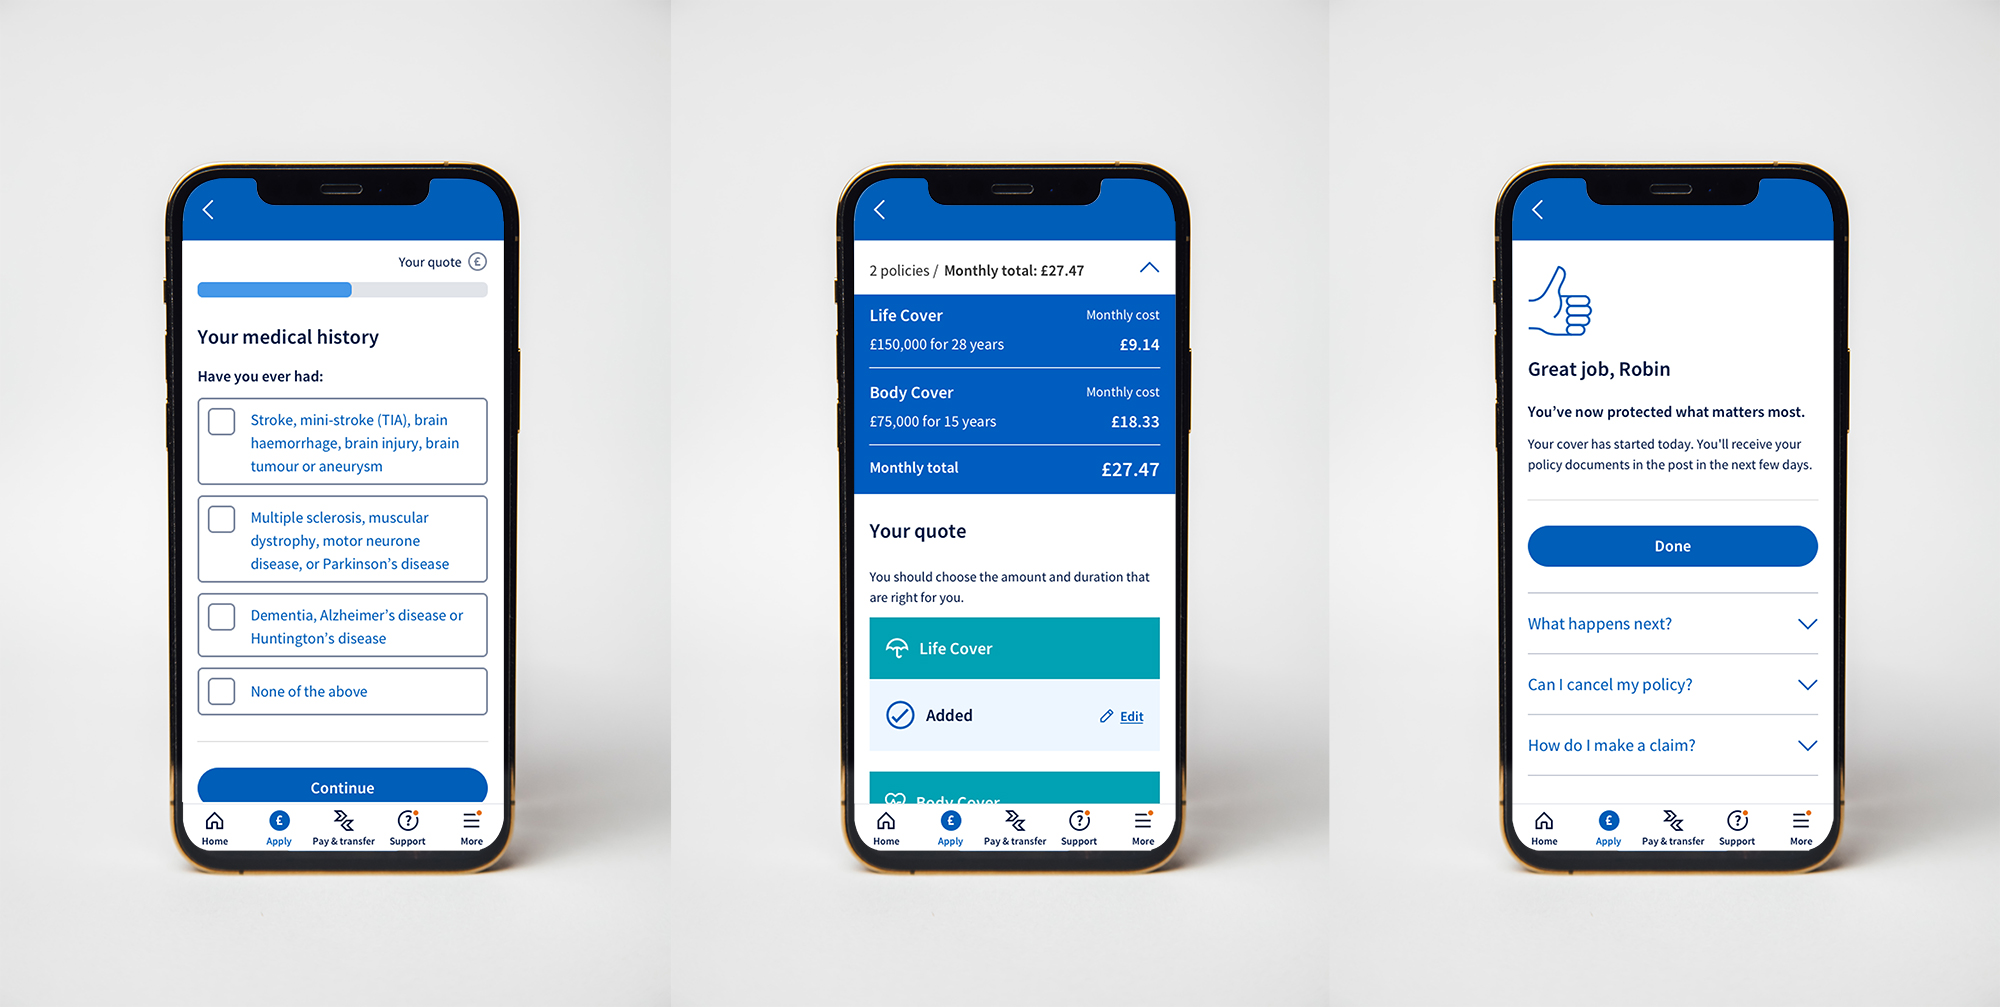 Your quote £
Your medical history
Have you ever had:
Stroke, mini-stroke (TIA), brain
haemorrhage, brain injury, brain
tumour or aneurysm
Multiple sclerosis, muscular
dystrophy, motor neurone
disease, or Parkinson's disease
Dementia, Alzheimer's disease or
Huntington's disease
None of the above
Continue
£ ?
Home Apply Pay & transfer Support More
2 policies / Monthly total: £27.47
Life Cover Monthly cost
£150,000 for 28 years £9.14
Body Cover Monthly cost
£75,000 for 15 years £18.33
Monthly total £27.47
Your quote
You should choose the amount and duration that
are right for you.
Life Cover
Added Edit
Body Cover
£ ?
Home Apply Pay & transfer Support More
Great job, Robin
You've now protected what matters most.
Your cover has started today. You'll receive your
policy documents in the post in the next few days.
Done
What happens next?
Can I cancel my policy?
How do I make a claim?
£ ?
Home Apply Pay & transfer Support More